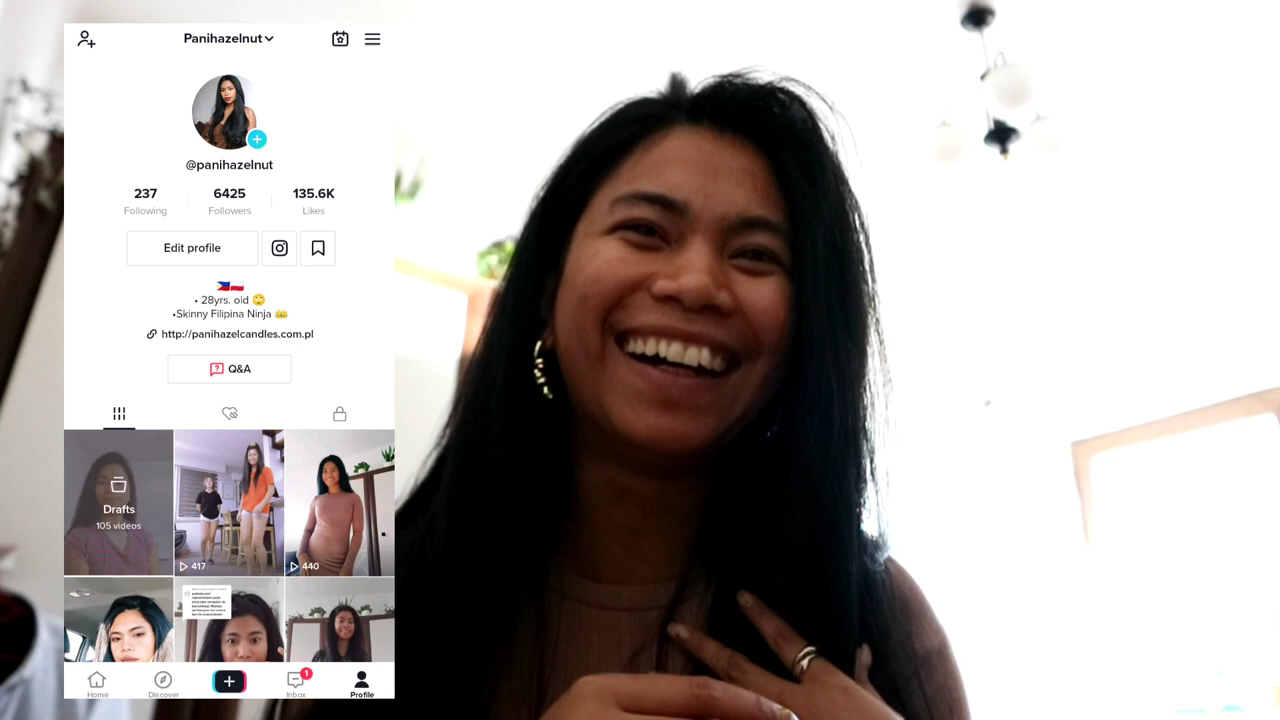 Panihazelnut
@panihazelnut
237 6425 135.6K
Following Followers Likes
Edit profile
• 28yrs. old 🙄
•Skinny Filipina Ninja 👑
http://panihazelcandles.com.pl
Q&A
Drafts
105 videos
417
440
1
Home Discover Inbox Profile